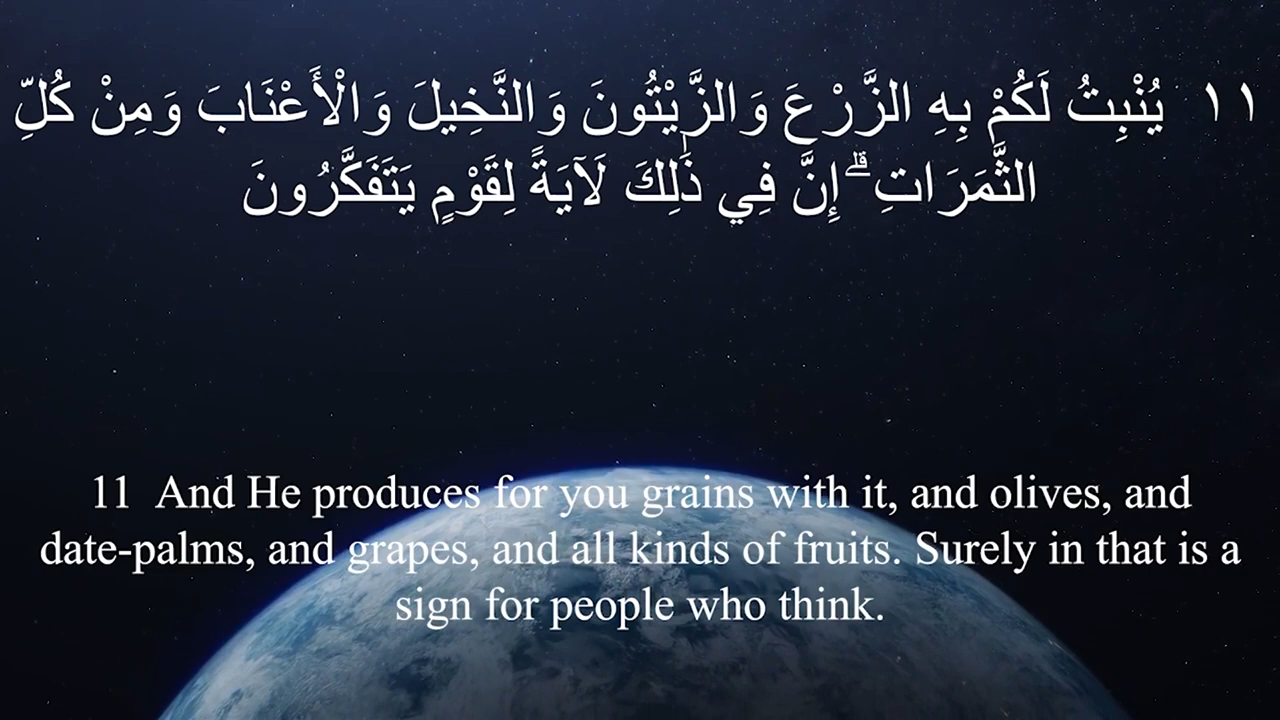 ١١ يُنْبِتُ لَكُمْ بِهِ الزَّرْعَ وَالزَّيْتُونَ وَالنَّخِيلَ وَالْأَعْنَابَ وَمِنْ كُلِّ
الثَّمَرَاتِ ۗ إِنَّ فِي ذَٰلِكَ لَآيَةً لِقَوْمٍ يَتَفَكَّرُونَ
11 And He produces for you grains with it, and olives, and
date-palms, and grapes, and all kinds of fruits. Surely in that is a
sign for people who think.